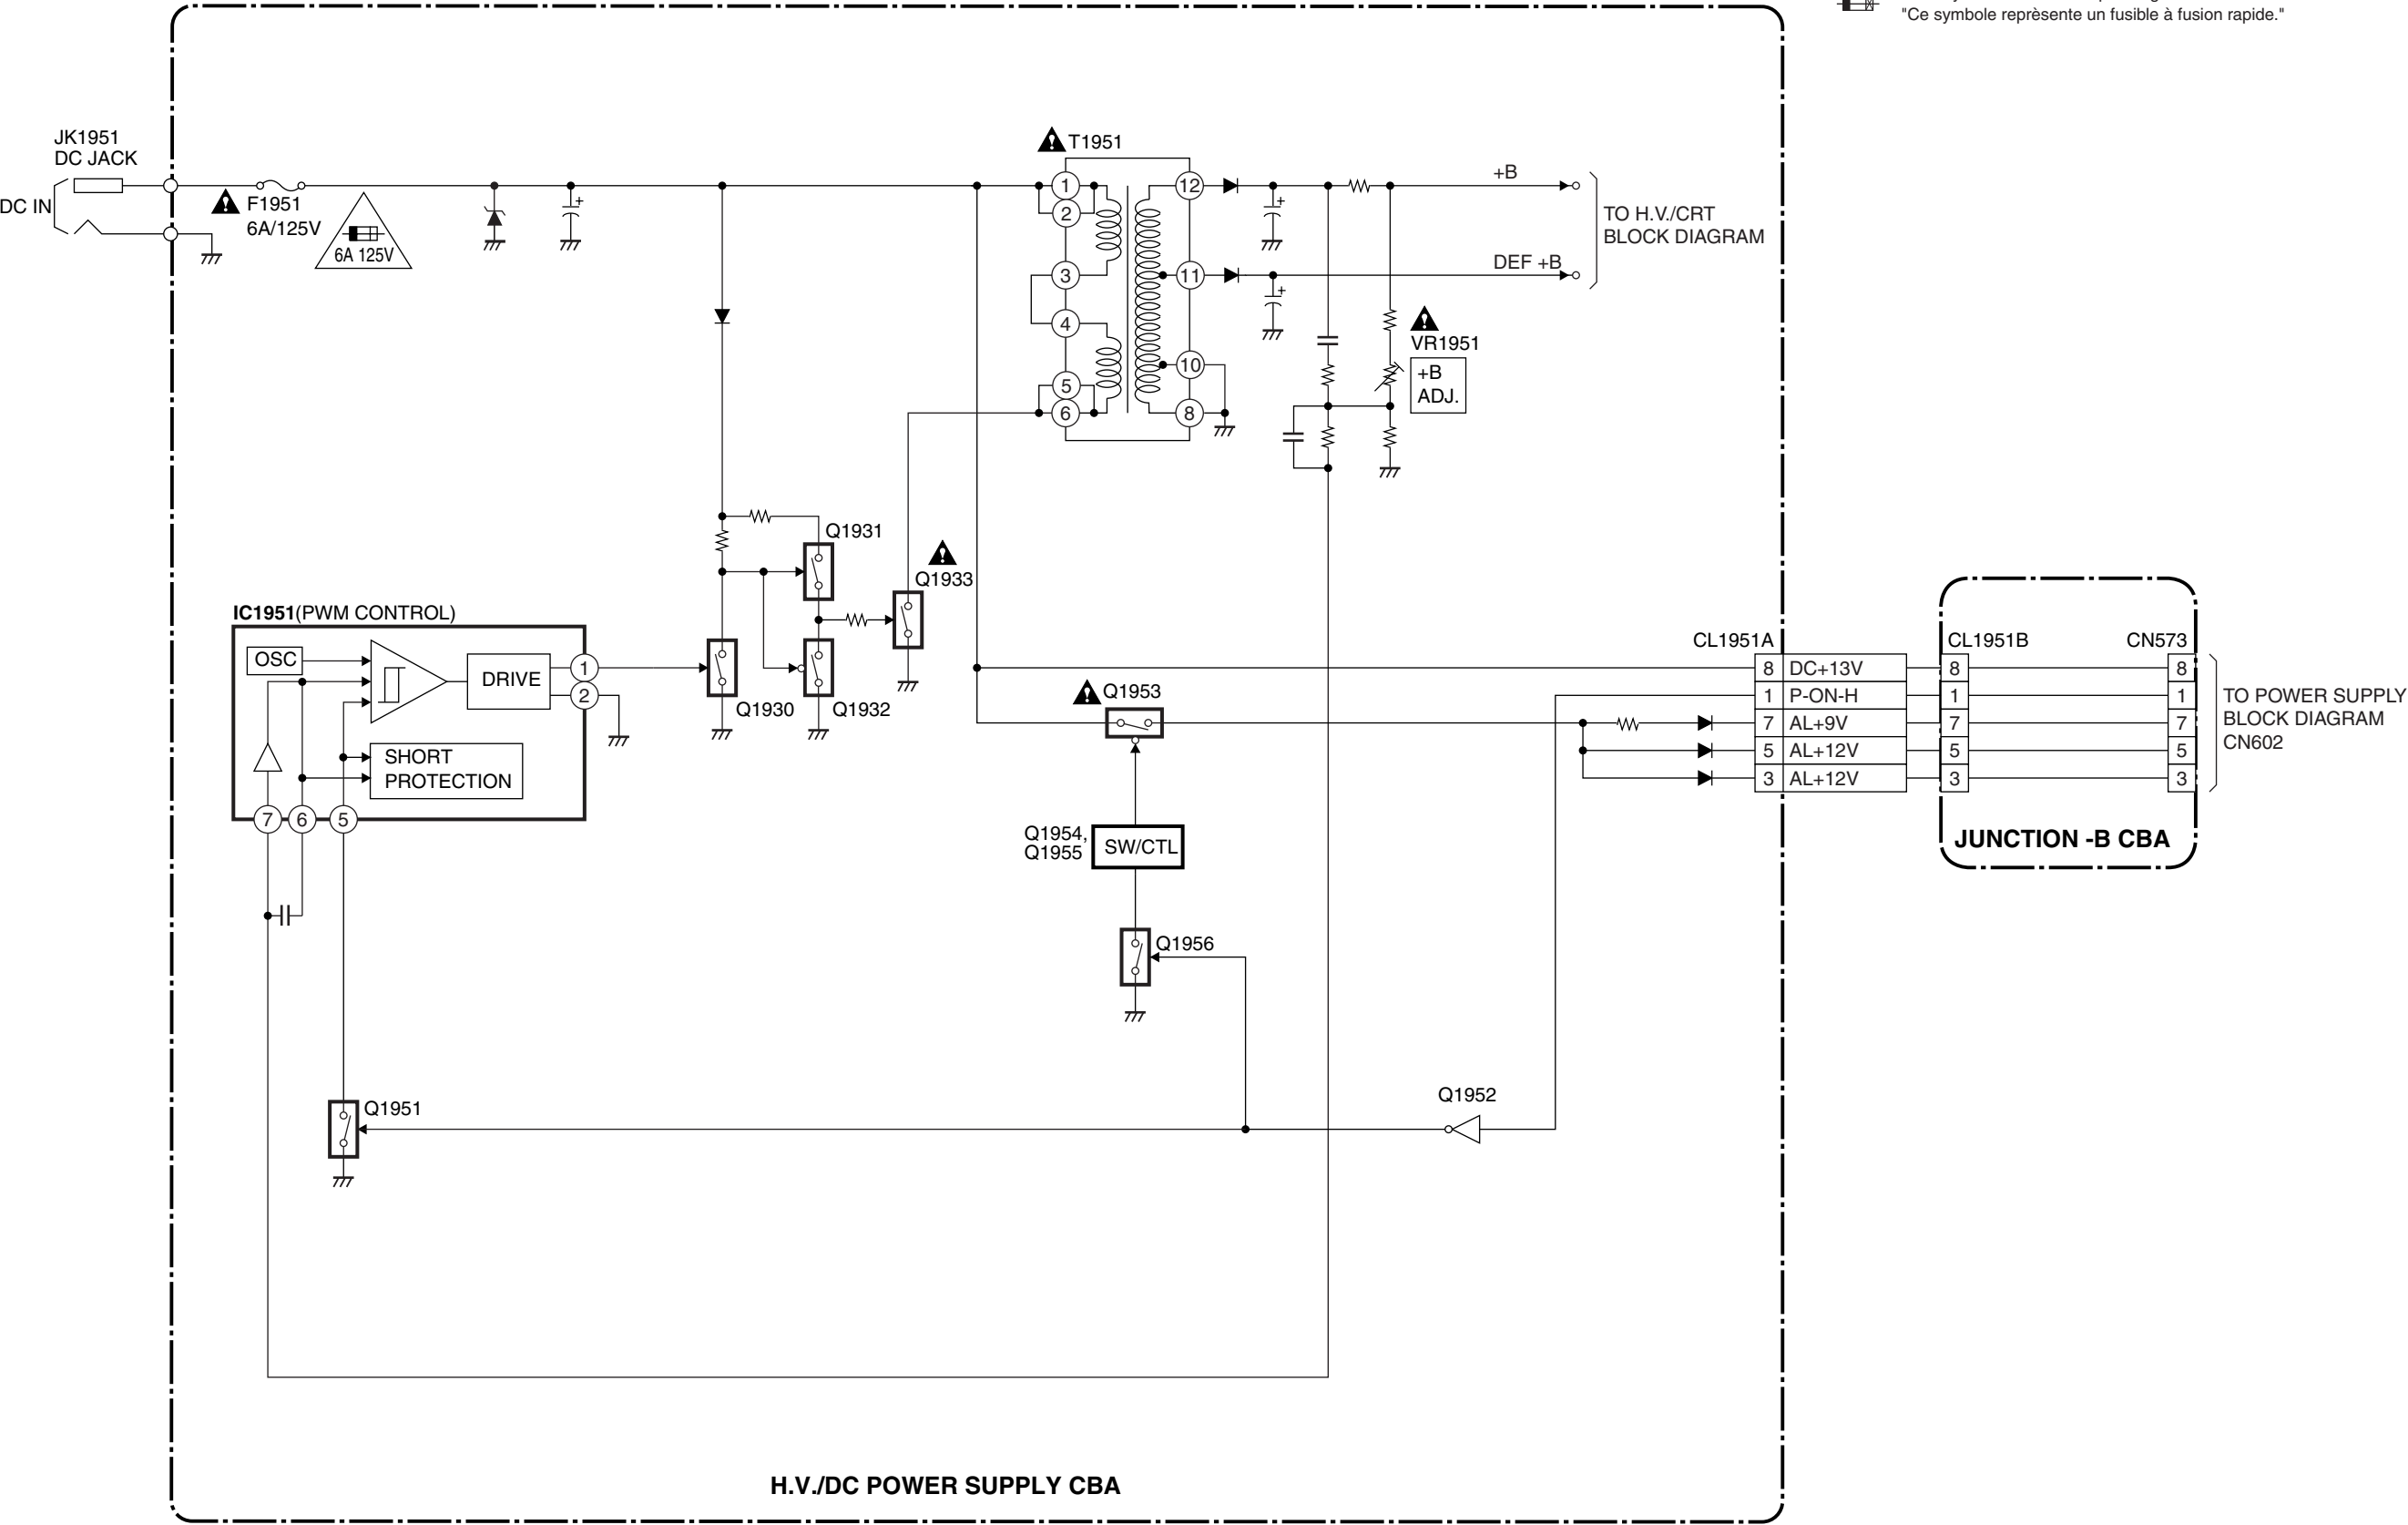 "Ce symbole reprèsente un fusible à fusion rapide."
JK1951
DC JACK
DC IN
F1951
6A/125V
6A 125V
T1951
1
2
3
4
5
6
12
11
10
8
+B
DEF +B
TO H.V./CRT
BLOCK DIAGRAM
VR1951
+B
ADJ.
Q1931
Q1933
IC1951(PWM CONTROL)
OSC
DRIVE
1
2
SHORT
PROTECTION
7
6
5
Q1930
Q1932
Q1953
Q1954,
Q1955
SW/CTL
Q1956
Q1951
Q1952
CL1951A
8 DC+13V
1 P-ON-H
7 AL+9V
5 AL+12V
3 AL+12V
CL1951B
CN573
8 8
1 1
7 7
5 5
3 3
TO POWER SUPPLY
BLOCK DIAGRAM
CN602
JUNCTION -B CBA
H.V./DC POWER SUPPLY CBA